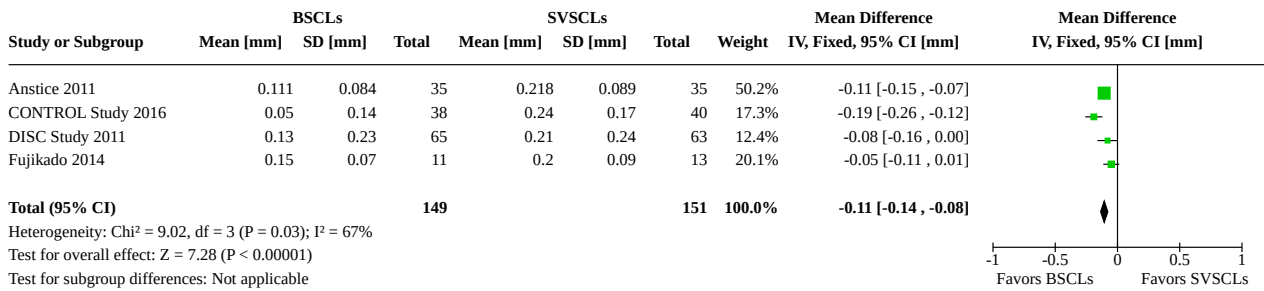 BSCLs SVSCLs Mean Difference Mean Difference
Study or Subgroup Mean [mm] SD [mm] Total Mean [mm] SD [mm] Total Weight IV, Fixed, 95% CI [mm] IV, Fixed, 95% CI [mm]
Anstice 2011 0.111 0.084 35 0.218 0.089 35 50.2% -0.11 [-0.15 , -0.07]
CONTROL Study 2016 0.05 0.14 38 0.24 0.17 40 17.3% -0.19 [-0.26 , -0.12]
DISC Study 2011 0.13 0.23 65 0.21 0.24 63 12.4% -0.08 [-0.16 , 0.00]
Fujikado 2014 0.15 0.07 11 0.2 0.09 13 20.1% -0.05 [-0.11 , 0.01]
Total (95% CI) 149 151 100.0% -0.11 [-0.14 , -0.08]
Heterogeneity: Chi² = 9.02, df = 3 (P = 0.03); I² = 67%
Test for overall effect: Z = 7.28 (P < 0.00001)
Test for subgroup differences: Not applicable
-1 -0.5 0 0.5 1
Favors BSCLs Favors SVSCLs